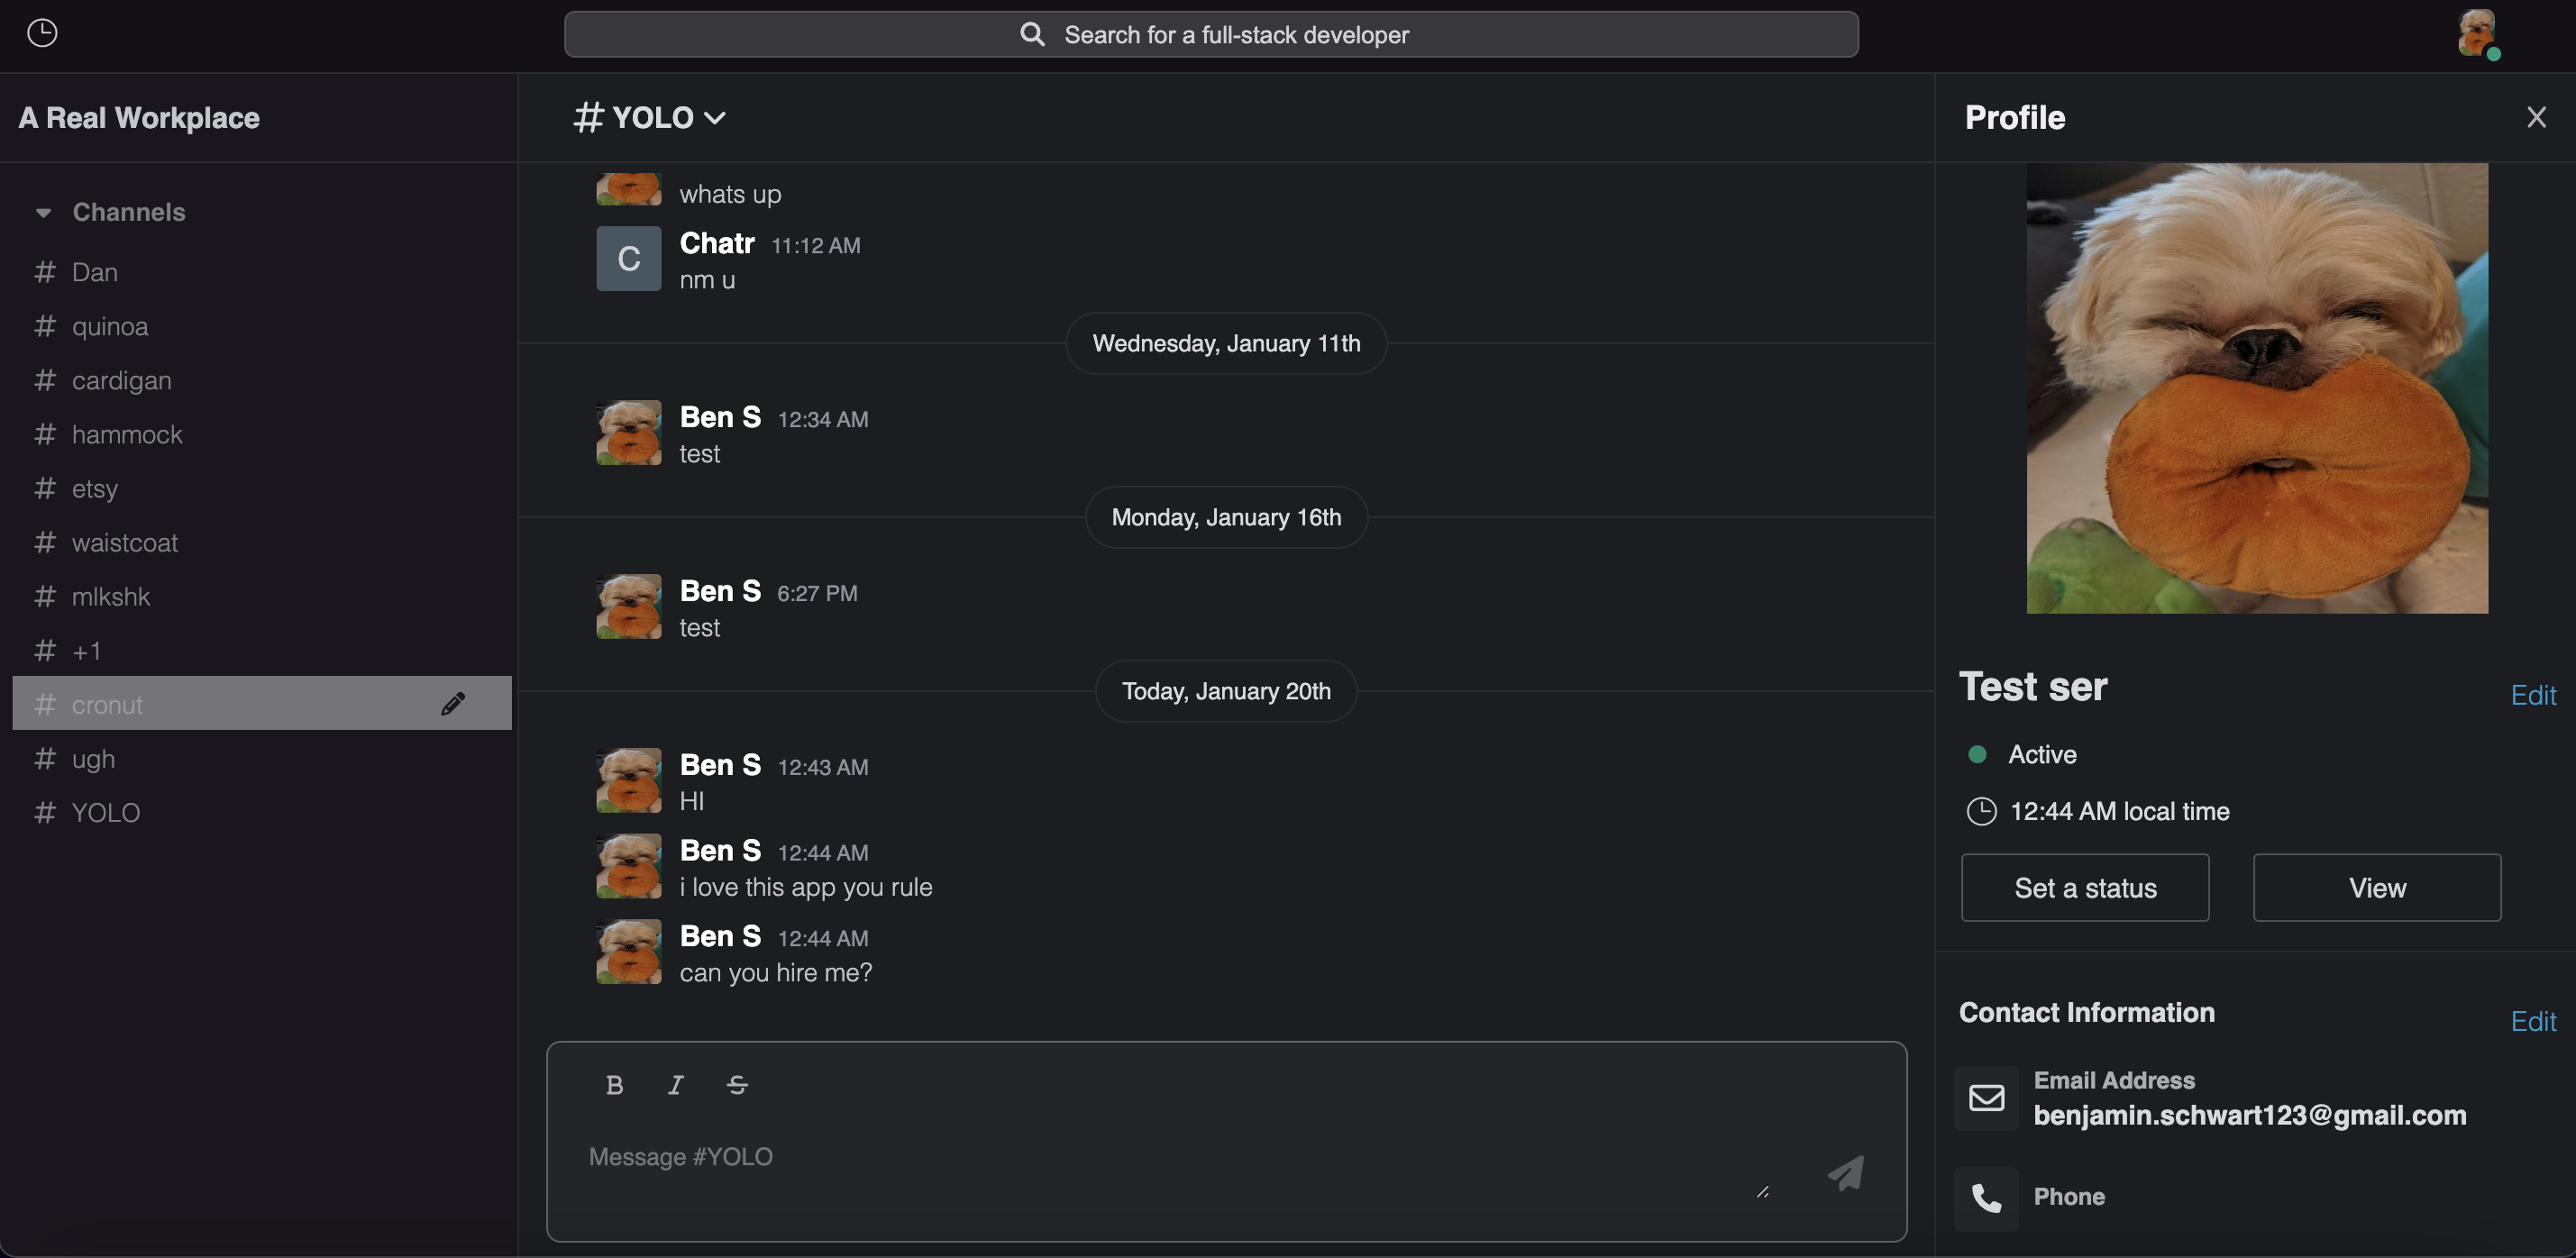 Search for a full-stack developer
A Real Workplace
Channels
# Dan
# quinoa
# cardigan
# hammock
# etsy
# waistcoat
# mlkshk
# +1
# cronut
# ugh
# YOLO
# YOLO
whats up
C
Chatr 11:12 AM
nm u
Wednesday, January 11th
Ben S 12:34 AM
test
Monday, January 16th
Ben S 6:27 PM
test
Today, January 20th
Ben S 12:43 AM
HI
Ben S 12:44 AM
i love this app you rule
Ben S 12:44 AM
can you hire me?
B I S
Message #YOLO
Profile
Test ser
Edit
Active
12:44 AM local time
Set a status
View
Contact Information
Edit
Email Address
benjamin.schwart123@gmail.com
Phone